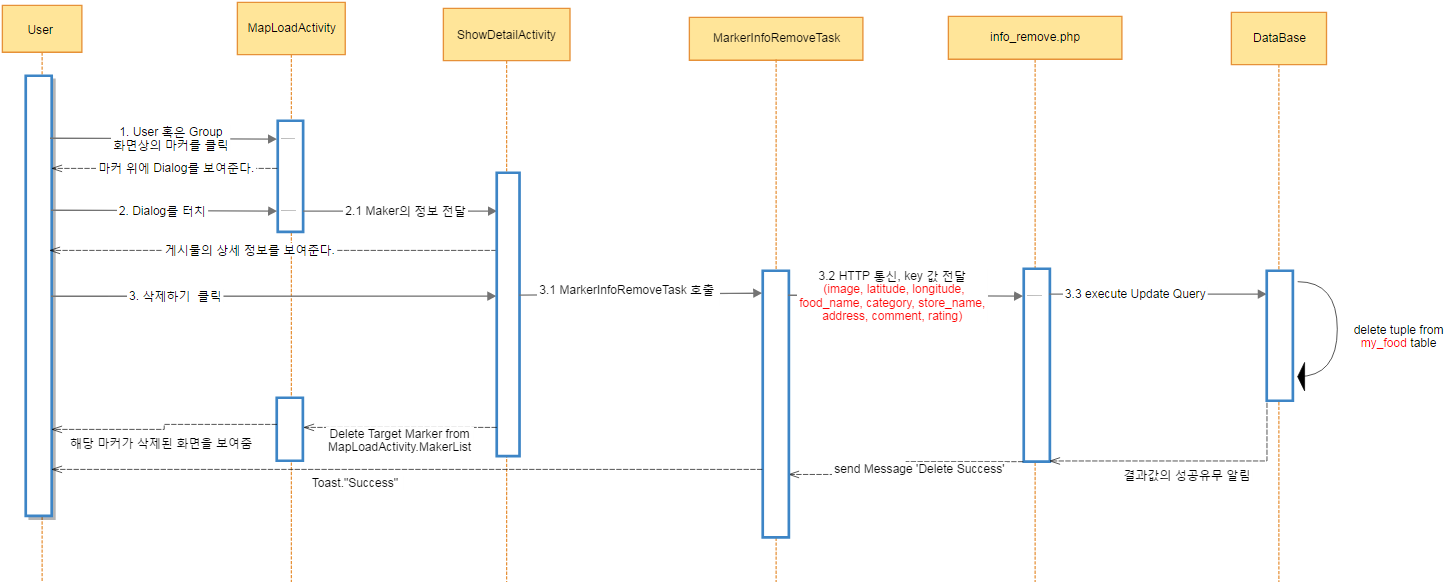 User
MapLoadActivity
ShowDetailActivity
MarkerInfoRemoveTask
info_remove.php
DataBase
1. User 혹은 Group
화면상의 마커를 클릭
마커 위에 Dialog를 보여준다.
2. Dialog를 터치
2.1 Maker의 정보 전달
게시물의 상세 정보를 보여준다.
3. 삭제하기 클릭
3.1 MarkerInfoRemoveTask 호출
3.2 HTTP 통신, key 값 전달
(image, latitude, longitude,
food_name, category, store_name,
address, comment, rating)
3.3 execute Update Query
delete tuple from
my_food table
Delete Target Marker from
MapLoadActivity.MakerList
해당 마커가 삭제된 화면을 보여줌
send Message 'Delete Success'
결과값의 성공유무 알림
Toast."Success"